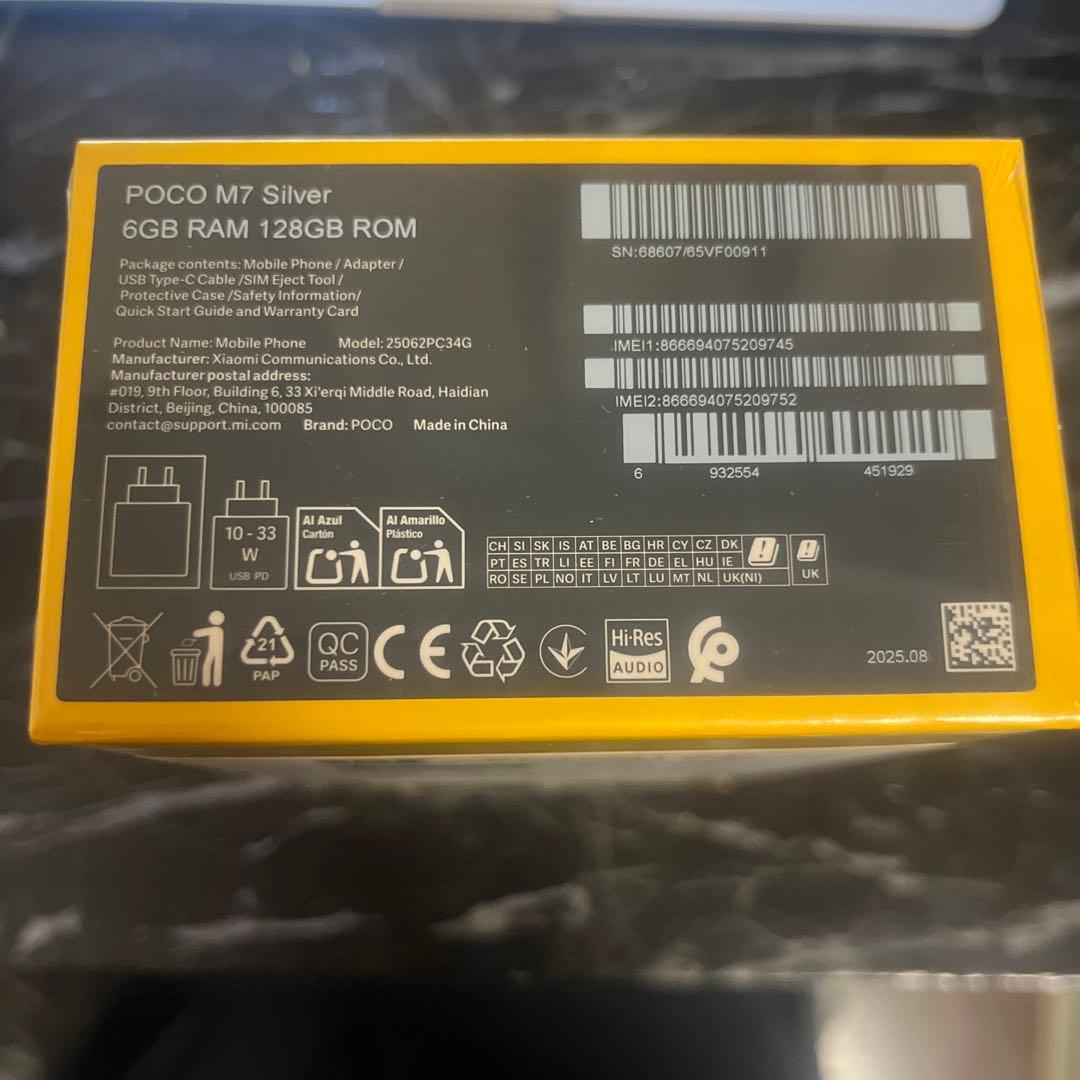 POCO M7 Silver
6GB RAM 128GB ROM
Package contents: Mobile Phone / Adapter /
USB Type-C Cable /SIM Eject Tool /
Protective Case /Safety Information/
Quick Start Guide and Warranty Card
Product Name: Mobile Phone Model: 25062PC34G
Manufacturer: Xiaomi Communications Co., Ltd.
Manufacturer postal address:
#019, 9th Floor, Building 6, 33 Xi'erqi Middle Road, Haidian
District, Beijing, China, 100085
contact@support.mi.com Brand: POCO Made in China
SN:68607/65VF00911
IMEI1:866694075209745
IMEI2:866694075209752
6 932554 451929
10 - 33
W
USB PD
Al Azul
Cartón
Al Amarillo
Plástico
CH SI SK IS AT BE BG HR CY CZ DK
PT ES TR LI EE FI FR DE EL HU IE
RO SE PL NO IT LV LT LU MT NL UK(NI)
UK
21
PAP
QC
PASS
CE
Hi-Res
AUDIO
2025.08